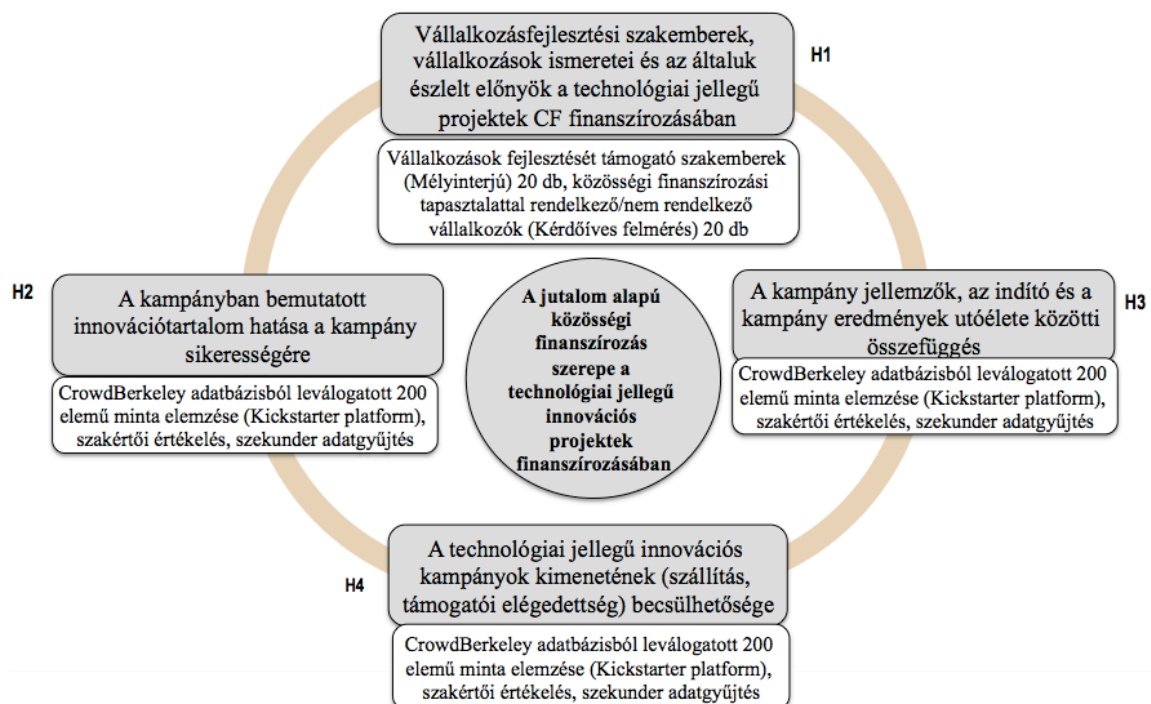 Vállalkozásfejlesztési szakemberek,
vállalkozások ismeretei és az általuk
észlelt előnyök a technológiai jellegű
projektek CF finanszírozásában
H1
Vállalkozások fejlesztését támogató szakemberek
(Mélyinterjú) 20 db, közösségi finanszírozási
tapasztalattal rendelkező/nem rendelkező
vállalkozók (Kérdőíves felmérés) 20 db
H2
A kampányban bemutatott
innovációtartalom hatása a kampány
sikerességére
CrowdBerkeley adatbázisból leválogatott 200
elemű minta elemzése (Kickstarter platform),
szakértői értékelés, szekunder adatgyűjtés
A jutalom alapú
közösségi
finanszírozás
szerepe a
technológiai jellegű
innovációs
projektek
finanszírozásában
A kampány jellemzők, az indító és a
kampány eredmények utóélete közötti
összefüggés
H3
CrowdBerkeley adatbázisból leválogatott 200
elemű minta elemzése (Kickstarter platform),
szakértői értékelés, szekunder adatgyűjtés
A technológiai jellegű innovációs
kampányok kimenetének (szállítás,
támogatói elégedettség) becsülhetősége
H4
CrowdBerkeley adatbázisból leválogatott 200
elemű minta elemzése (Kickstarter platform),
szakértői értékelés, szekunder adatgyűjtés